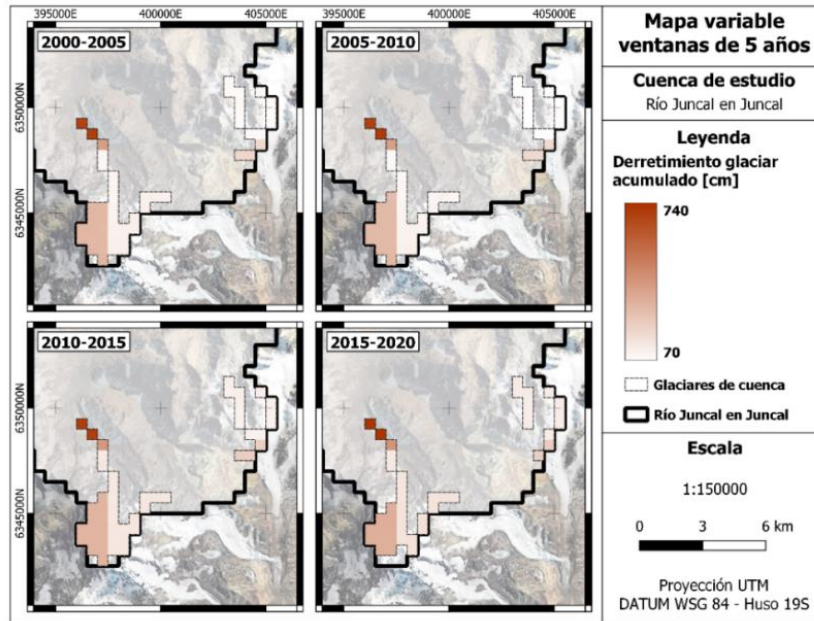 395000E 400000E 405000E
400000E 405000E
2000-2005
2005-2010
6350000N
6345000N
2010-2015
2015-2020
6350000N
6345000N
Mapa variable
ventanas de 5 años
Cuenca de estudio
Río Juncal en Juncal
Leyenda
Derretimiento glaciar
acumulado [cm]
740
70
Glaciares de cuenca
Río Juncal en Juncal
Escala
1:150000
0 3 6 km
Proyección UTM
DATUM WSG 84 - Huso 19S